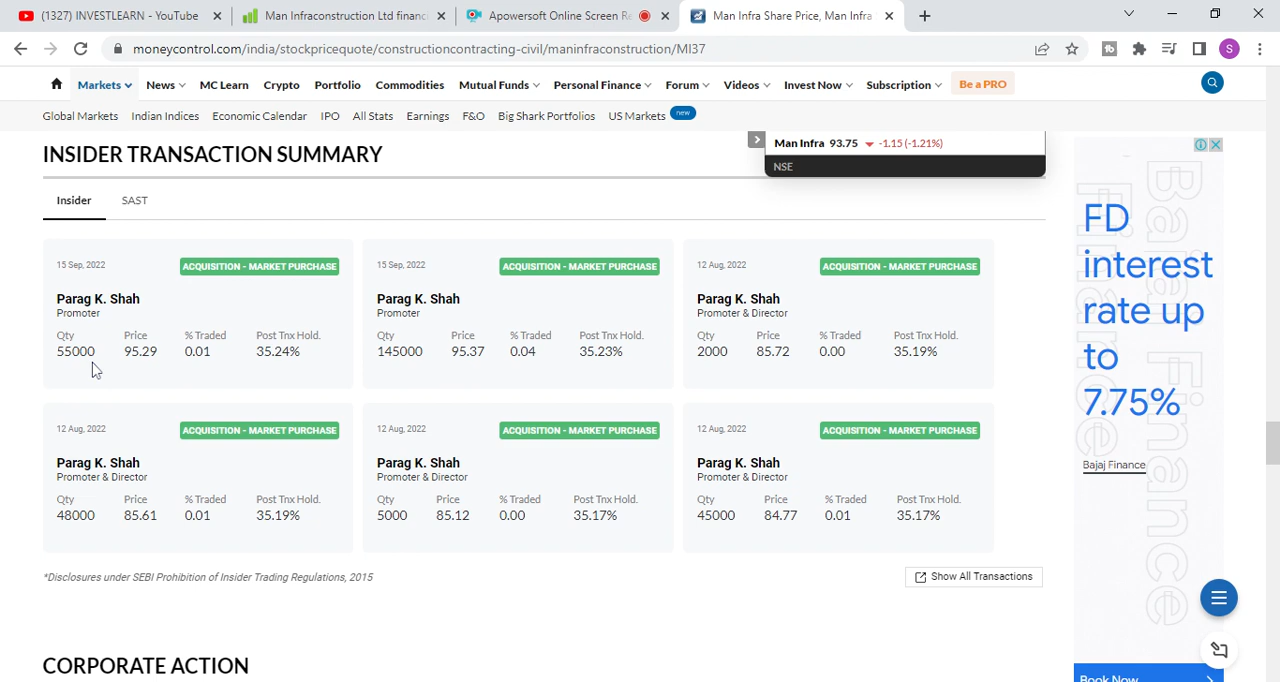 (1327) INVESTLEARN - YouTube
Man Infraconstruction Ltd financ
Apowersoft Online Screen Re
Man Infra Share Price, Man Infra
moneycontrol.com/india/stockpricequote/constructioncontracting-civil/maninfraconstruction/MI37
S
Markets News MC Learn Crypto Portfolio Commodities Mutual Funds Personal Finance Forum Videos Invest Now Subscription Be a PRO
Global Markets Indian Indices Economic Calendar IPO All Stats Earnings F&O Big Shark Portfolios US Markets new
INSIDER TRANSACTION SUMMARY
Man Infra 93.75 -1.15 (-1.21%)
NSE
Insider SAST
15 Sep, 2022 ACQUISITION - MARKET PURCHASE
Parag K. Shah
Promoter
Qty Price % Traded Post Tnx Hold.
55000 95.29 0.01 35.24%
15 Sep, 2022 ACQUISITION - MARKET PURCHASE
Parag K. Shah
Promoter
Qty Price % Traded Post Tnx Hold.
145000 95.37 0.04 35.23%
12 Aug, 2022 ACQUISITION - MARKET PURCHASE
Parag K. Shah
Promoter & Director
Qty Price % Traded Post Tnx Hold.
2000 85.72 0.00 35.19%
12 Aug, 2022 ACQUISITION - MARKET PURCHASE
Parag K. Shah
Promoter & Director
Qty Price % Traded Post Tnx Hold.
48000 85.61 0.01 35.19%
12 Aug, 2022 ACQUISITION - MARKET PURCHASE
Parag K. Shah
Promoter & Director
Qty Price % Traded Post Tnx Hold.
5000 85.12 0.00 35.17%
12 Aug, 2022 ACQUISITION - MARKET PURCHASE
Parag K. Shah
Promoter & Director
Qty Price % Traded Post Tnx Hold.
45000 84.77 0.01 35.17%
*Disclosures under SEBI Prohibition of Insider Trading Regulations, 2015
Show All Transactions
CORPORATE ACTION
Bajaj Finance
Finance
FD
interest
rate up
to
7.75%
Bajaj Finance
Book Now